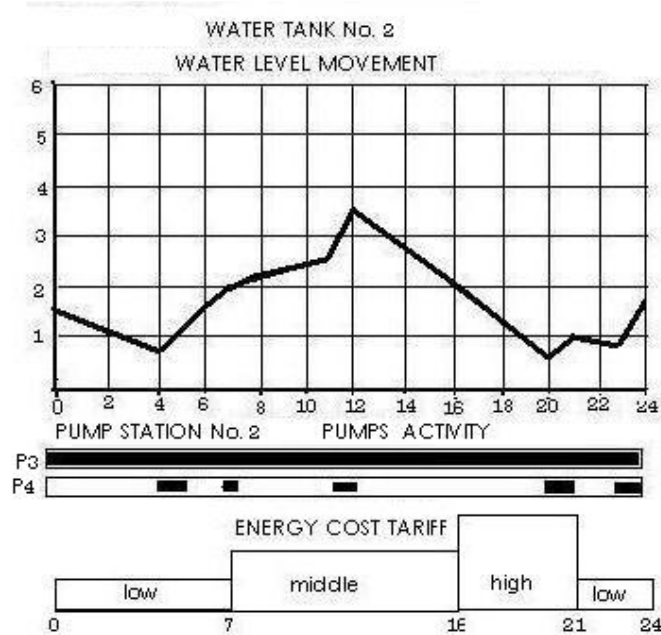 WATER TANK No. 2
WATER LEVEL MOVEMENT
6
5
4
3
2
1
0 2 4 6 8 10 12 14 16 18 20 22 24
PUMP STATION No. 2 PUMPS ACTIVITY
P3
P4
ENERGY COST TARIFF
low middle high low
0 7 16 21 24